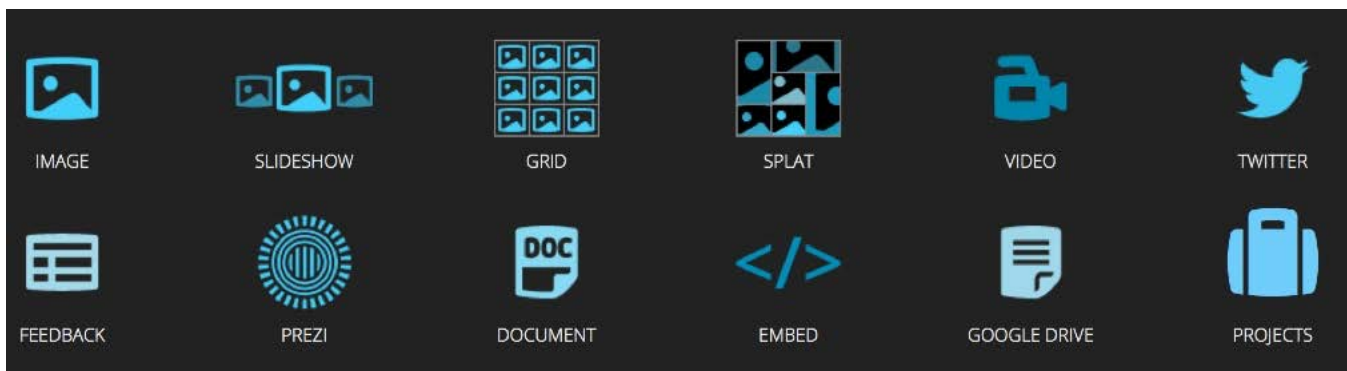 IMAGE SLIDESHOW GRID SPLAT VIDEO TWITTER
DOC </>
FEEDBACK PREZI DOCUMENT EMBED GOOGLE DRIVE PROJECTS